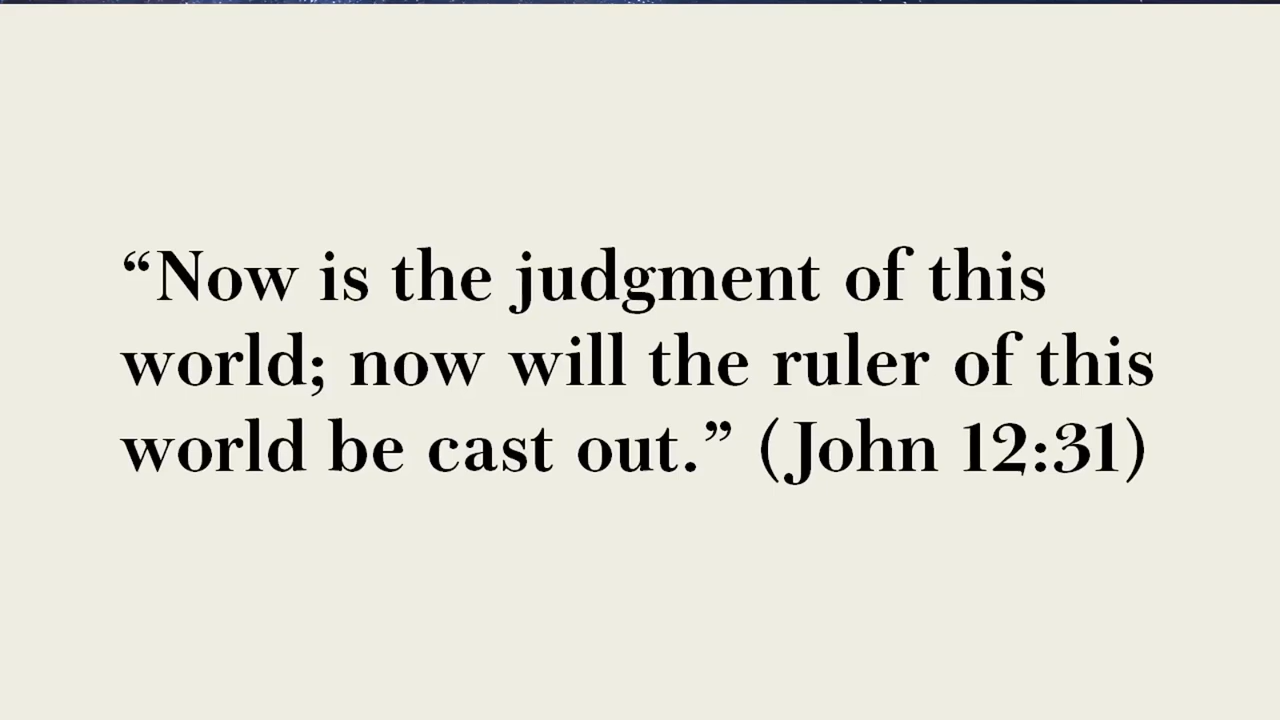 “Now is the judgment of this
world; now will the ruler of this
world be cast out.” (John 12:31)